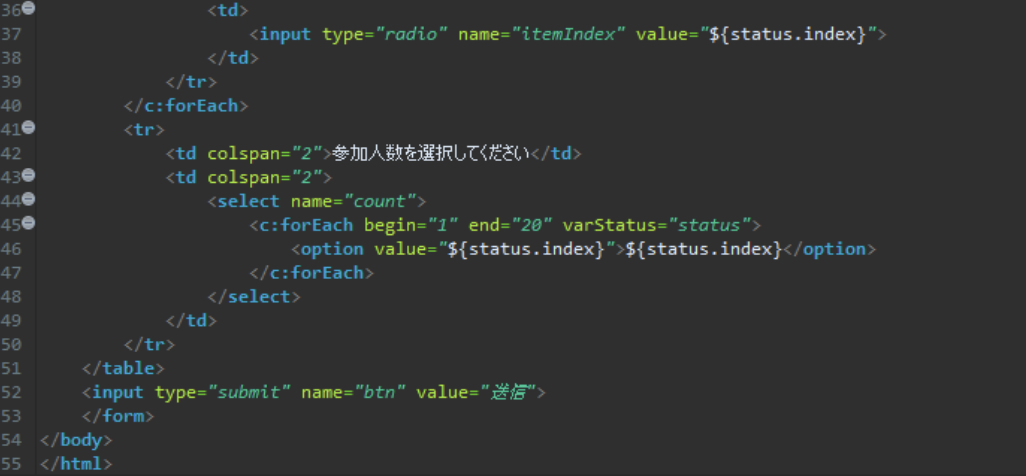 36 <td>
37 <input type="radio" name="itemIndex" value="${status.index}">
38 </td>
39 </tr>
40 </c:forEach>
41 <tr>
42 <td colspan="2">参加人数を選択してください</td>
43 <td colspan="2">
44 <select name="count">
45 <c:forEach begin="1" end="20" varStatus="status">
46 <option value="${status.index}">${status.index}</option>
47 </c:forEach>
48 </select>
49 </td>
50 </tr>
51 </table>
52 <input type="submit" name="btn" value="送信">
53 </form>
54 </body>
55 </html>